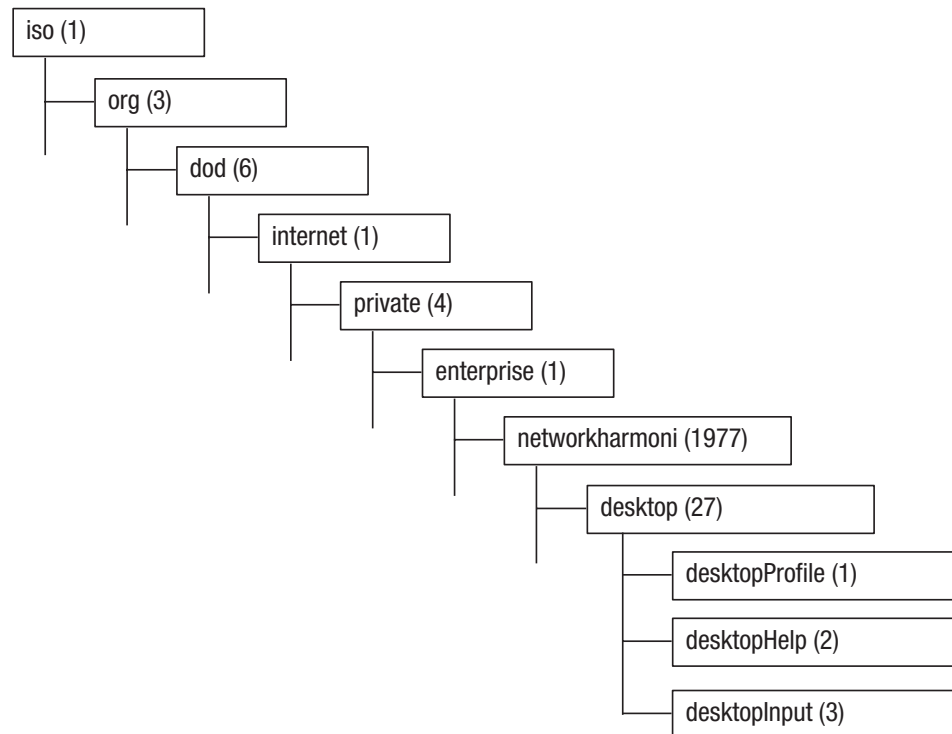 iso (1)
org (3)
dod (6)
internet (1)
private (4)
enterprise (1)
networkharmoni (1977)
desktop (27)
desktopProfile (1)
desktopHelp (2)
desktopInput (3)